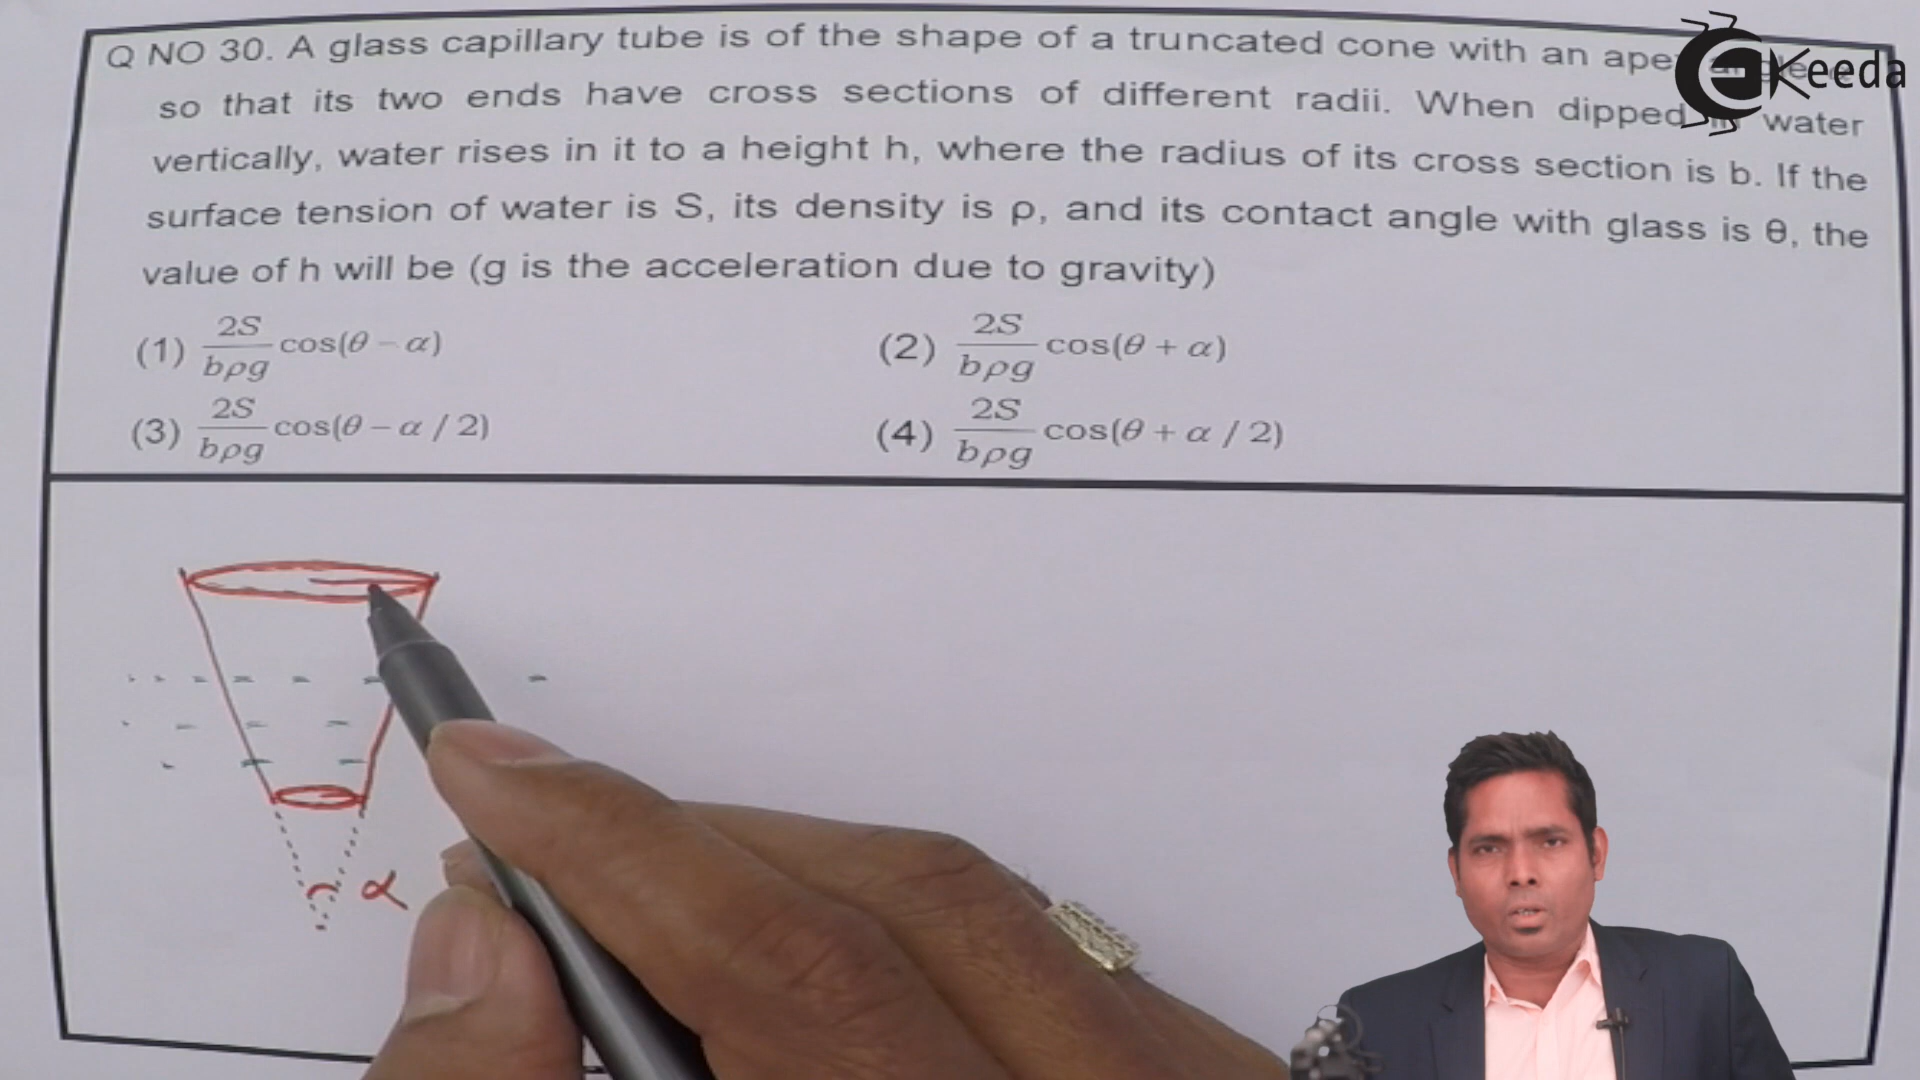 Q NO 30. A glass capillary tube is of the shape of a truncated cone with an
so that its two ends have cross sections of different radii. When dipped in water
vertically, water rises in it to a height h, where the radius of its cross section is b. If the
surface tension of water is S, its density is ρ, and its contact angle with glass is θ, the
value of h will be (g is the acceleration due to gravity)
(1) 2S/bρg cos(θ − α) (2) 2S/bρg cos(θ + α)
(3) 2S/bρg cos(θ − α / 2) (4) 2S/bρg cos(θ + α / 2)
α
eKeeda